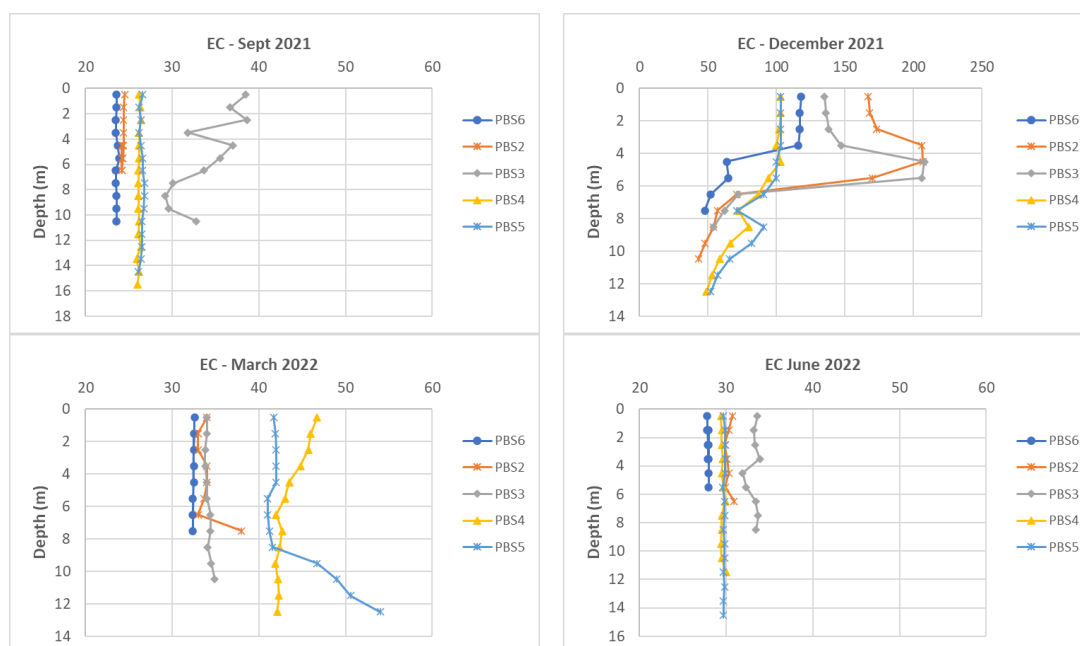 EC - Sept 2021
20 30 40 50 60
0
2
4
6
8
10
12
14
16
18
Depth (m)
PBS6
PBS2
PBS3
PBS4
PBS5
EC - December 2021
0 50 100 150 200 250
0
2
4
6
8
10
12
14
Depth (m)
PBS6
PBS2
PBS3
PBS4
PBS5
EC - March 2022
20 30 40 50 60
0
2
4
6
8
10
12
14
Depth (m)
PBS6
PBS2
PBS3
PBS4
PBS5
EC June 2022
20 30 40 50 60
0
2
4
6
8
10
12
14
16
Depth (m)
PBS6
PBS2
PBS3
PBS4
PBS5